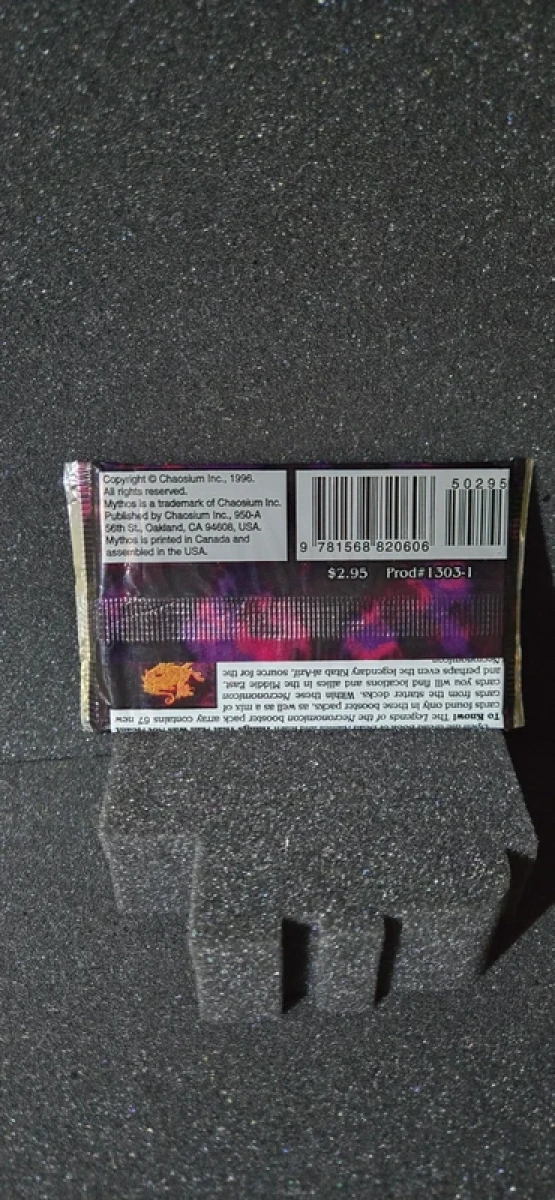 Copyright © Chaosium Inc., 1996.
All rights reserved.
Mythos is a trademark of Chaosium Inc.
Published by Chaosium Inc., 950-A
56th St., Oakland, CA 94608, USA.
Mythos is printed in Canada and
assembled in the USA.
50295
9 781568 820606
$2.95 Prod#1303-1
To Know! The Legends of the Necronomicon booster pack array contains 67 new
cards found only in these booster packs, as well as a mix of
cards from the starter decks. Within these Necronomicon
cards you will find locations and allies in the Middle East,
and perhaps even the legendary Kitab al-Azif, source for the
Necronomicon